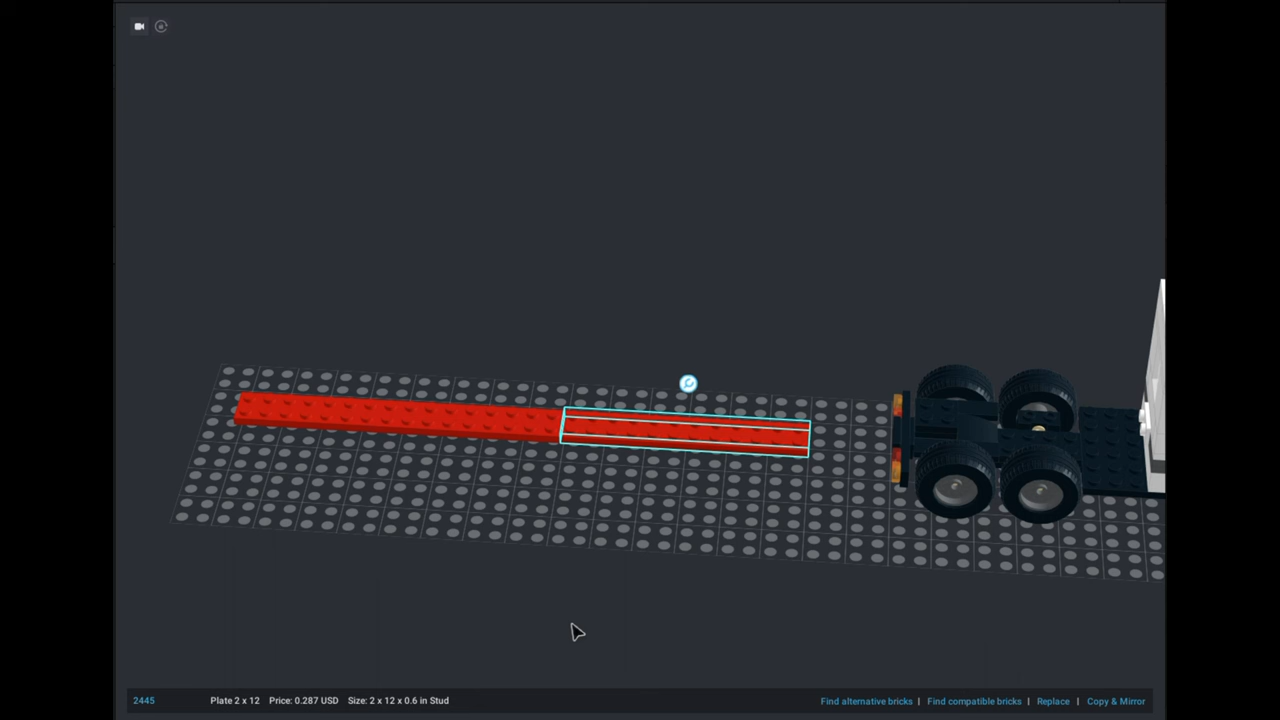 2445 Plate 2 x 12 Price: 0.287 USD Size: 2 x 12 x 0.6 in Stud Find alternative bricks | Find compatible bricks | Replace | Copy & Mirror